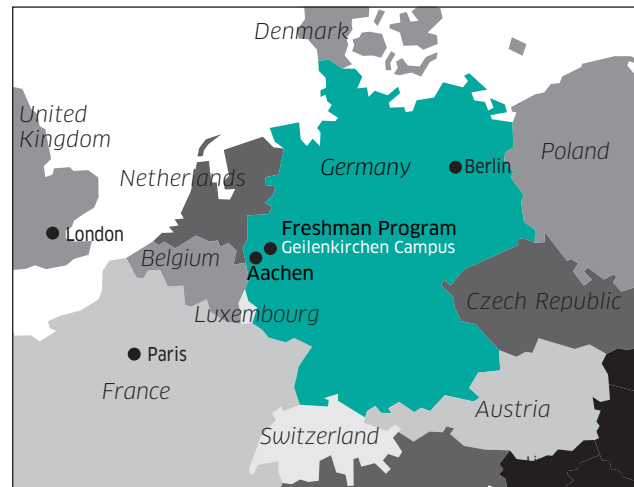 Denmark
United
Kingdom
Netherlands
Germany
Berlin
Poland
London
Freshman Program
Geilenkirchen Campus
Belgium
Aachen
Luxembourg
Czech Republic
Paris
France
Austria
Switzerland